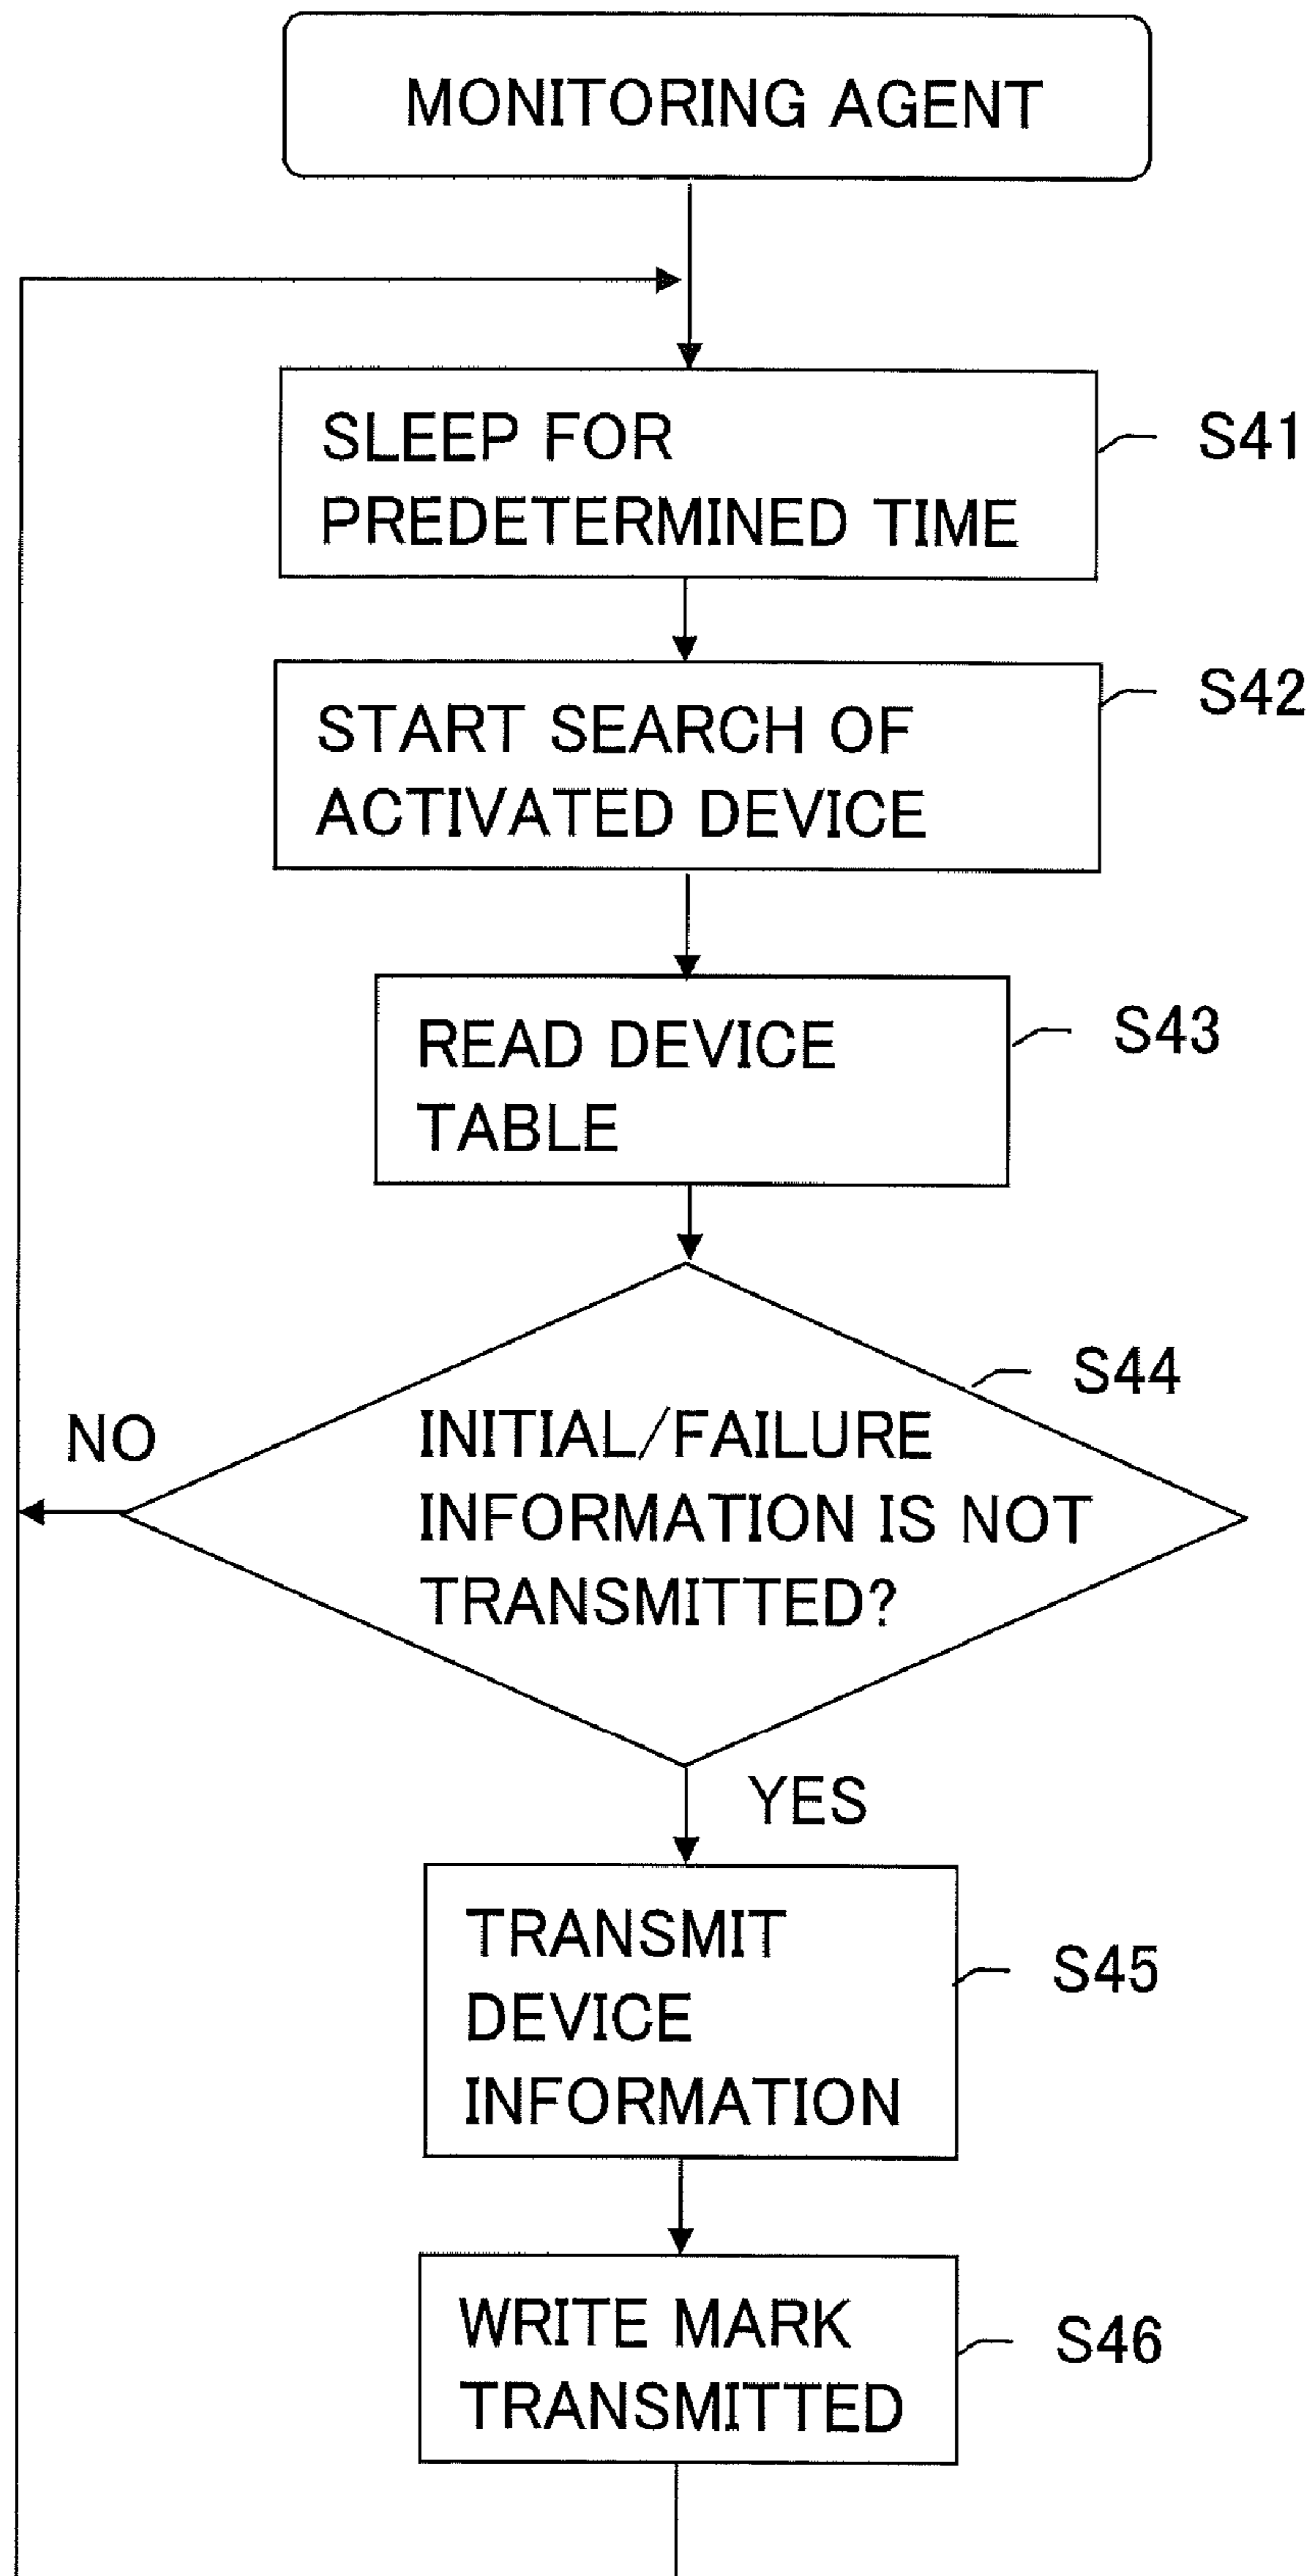 MONITORING AGENT
SLEEP FOR
PREDETERMINED TIME
S41
START SEARCH OF
ACTIVATED DEVICE
S42
READ DEVICE
TABLE
S43
S44
NO
INITIAL/FAILURE
INFORMATION IS NOT
TRANSMITTED?
YES
TRANSMIT
DEVICE
INFORMATION
S45
WRITE MARK
TRANSMITTED
S46